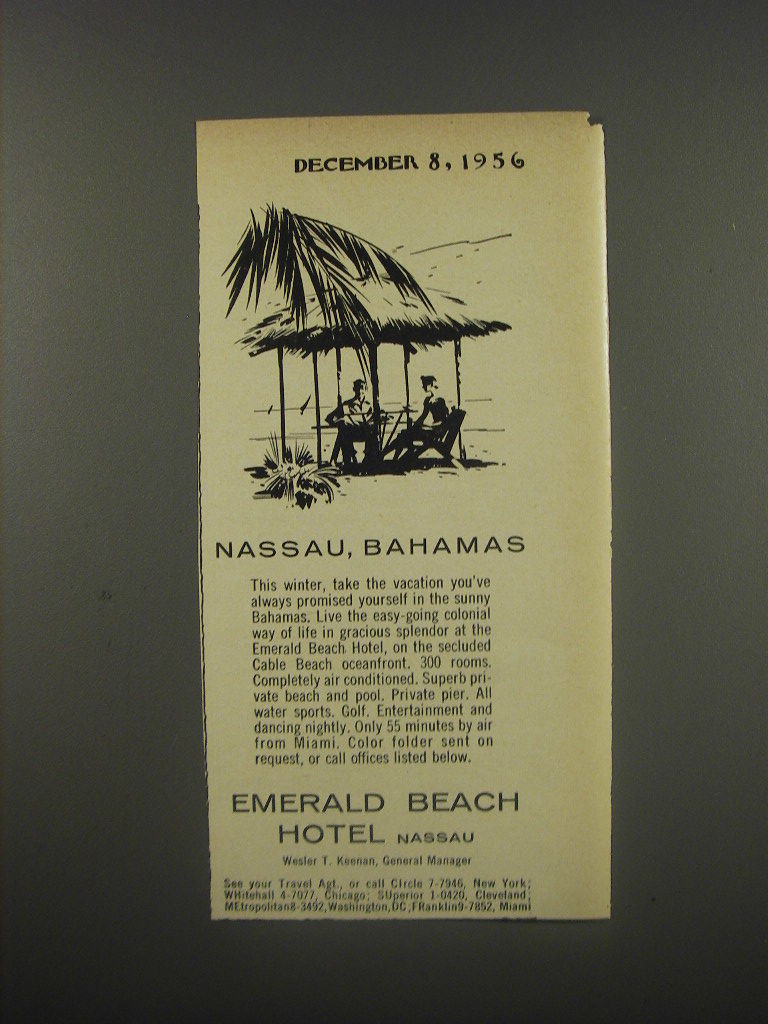 DECEMBER 8, 1956
NASSAU, BAHAMAS
This winter, take the vacation you've
always promised yourself in the sunny
Bahamas. Live the easy-going colonial
way of life in gracious splendor at the
Emerald Beach Hotel, on the secluded
Cable Beach oceanfront. 300 rooms.
Completely air conditioned. Superb pri-
vate beach and pool. Private pier. All
water sports. Golf. Entertainment and
dancing nightly. Only 55 minutes by air
from Miami. Color folder sent on
request, or call offices listed below.
EMERALD BEACH
HOTEL NASSAU
Wesler T. Keenan, General Manager
See your Travel Agt., or call CIrcle 7-7946, New York;
WHitehall 4-7077, Chicago; SUperior 1-0420, Cleveland;
MEtropolitan8-3492,Washington,DC;FRanklin9-7852, Miami